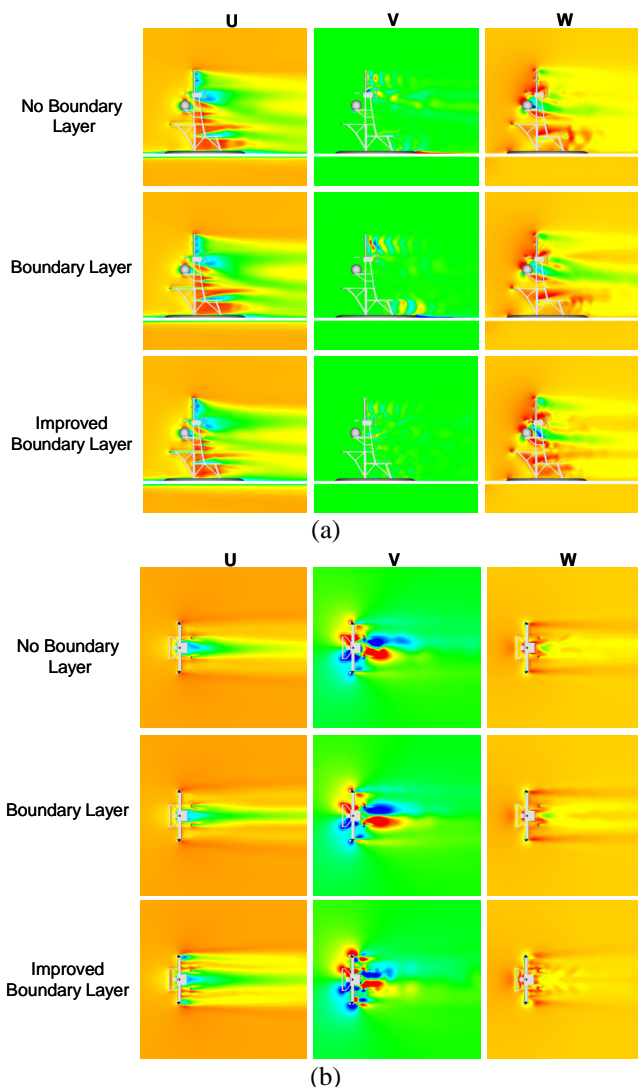 U V W
No Boundary
Layer
Boundary Layer
Improved
Boundary Layer
(a)
U V W
No Boundary
Layer
Boundary Layer
Improved
Boundary Layer
(b)